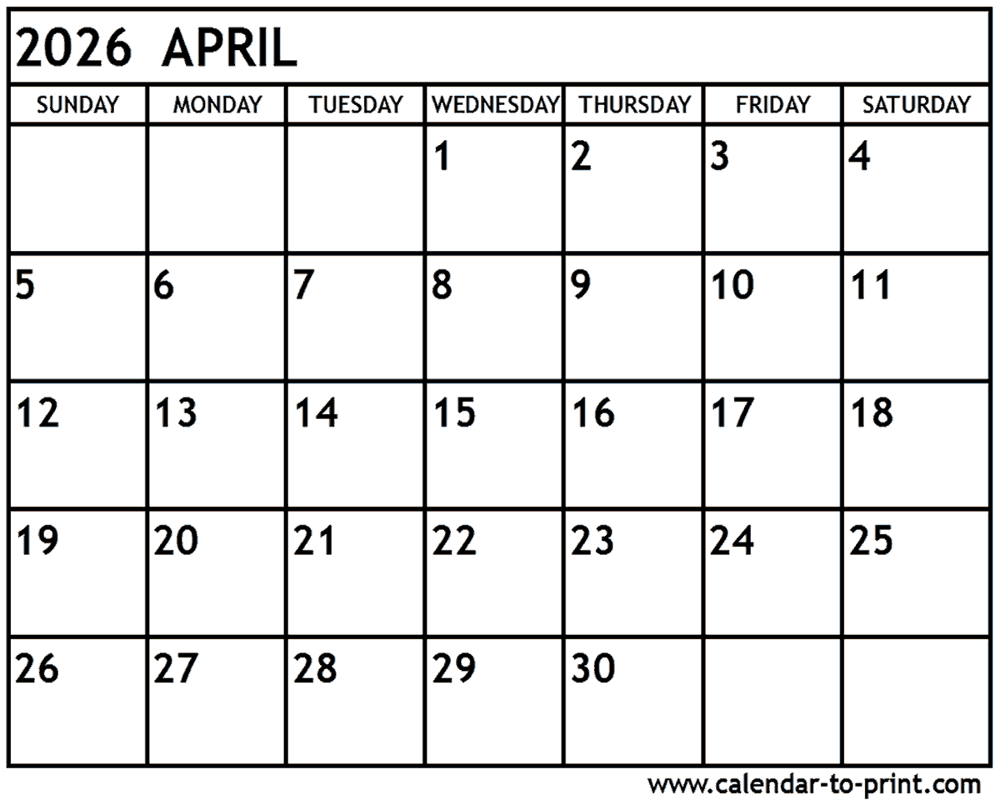 2026 APRIL
SUNDAY MONDAY TUESDAY WEDNESDAY THURSDAY FRIDAY SATURDAY
1 2 3 4
5 6 7 8 9 10 11
12 13 14 15 16 17 18
19 20 21 22 23 24 25
26 27 28 29 30
www.calendar-to-print.com